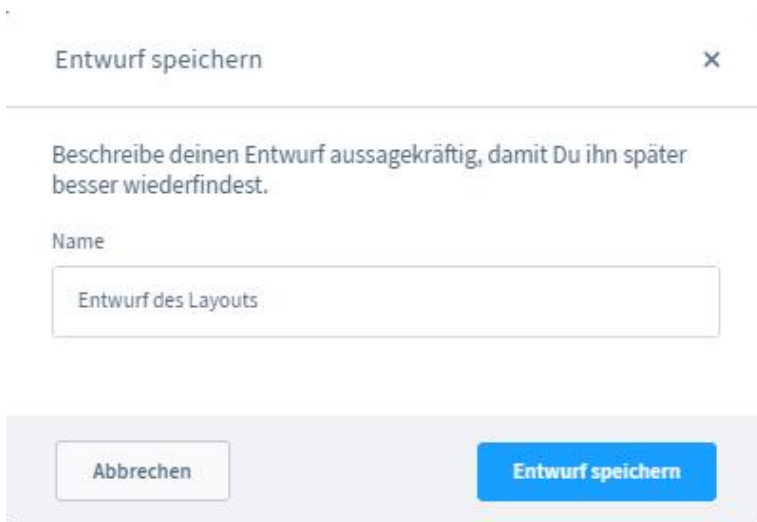 Entwurf speichern
Beschreibe deinen Entwurf aussagekräftig, damit Du ihn später
besser wiederfindest.
Name
Entwurf des Layouts
Abbrechen
Entwurf speichern